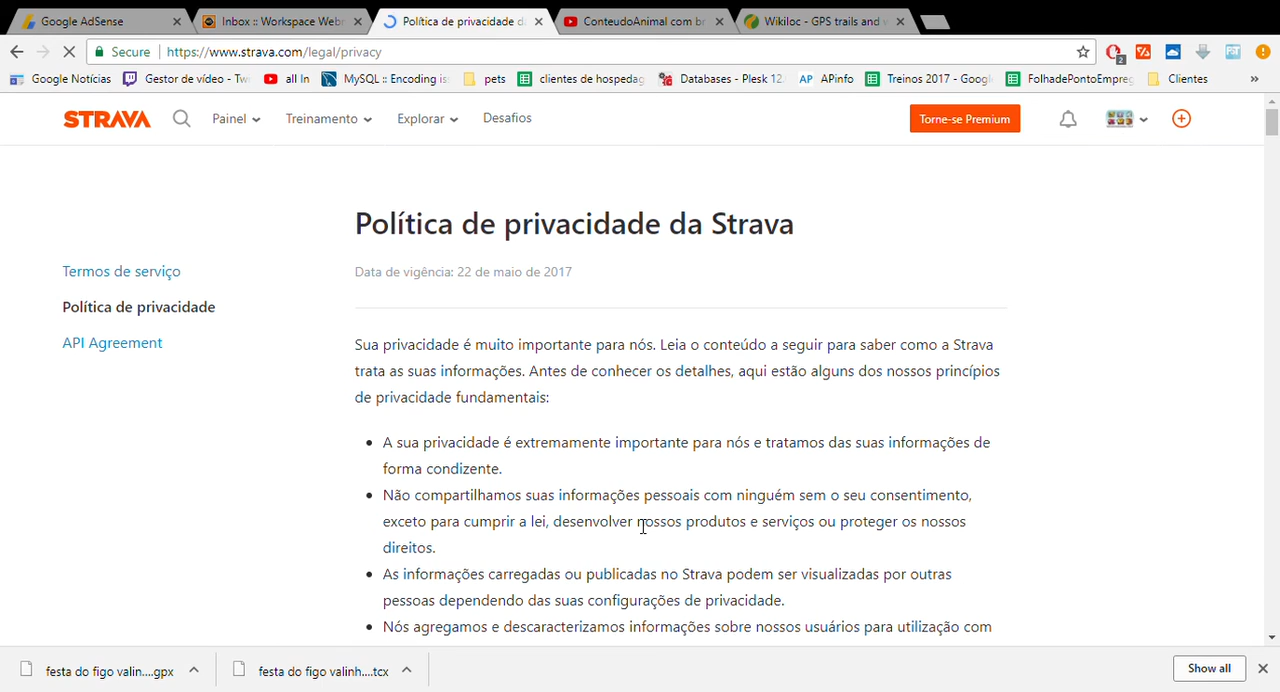 Google AdSense
Inbox :: Workspace Webm
Política de privacidade d
ConteudoAnimal com br
Wikiloc - GPS trails and
Secure
https://www.strava.com/legal/privacy
2
Google Notícias
Gestor de vídeo - Tw
all In
MySQL :: Encoding is
pets
clientes de hospedag
Databases - Plesk 12.
AP
APinfo
Treinos 2017 - Google
FolhadePontoEmpreg
Clientes
»
STRAVA
Painel
Treinamento
Explorar
Desafios
Torne-se Premium
Política de privacidade da Strava
Data de vigência: 22 de maio de 2017
Termos de serviço
Política de privacidade
API Agreement
Sua privacidade é muito importante para nós. Leia o conteúdo a seguir para saber como a Strava
trata as suas informações. Antes de conhecer os detalhes, aqui estão alguns dos nossos princípios
de privacidade fundamentais:
• A sua privacidade é extremamente importante para nós e tratamos das suas informações de
forma condizente.
• Não compartilhamos suas informações pessoais com ninguém sem o seu consentimento,
exceto para cumprir a lei, desenvolver nossos produtos e serviços ou proteger os nossos
direitos.
• As informações carregadas ou publicadas no Strava podem ser visualizadas por outras
pessoas dependendo das suas configurações de privacidade.
• Nós agregamos e descaracterizamos informações sobre nossos usuários para utilização com
festa do figo valin....gpx
festa do figo valinh....tcx
Show all